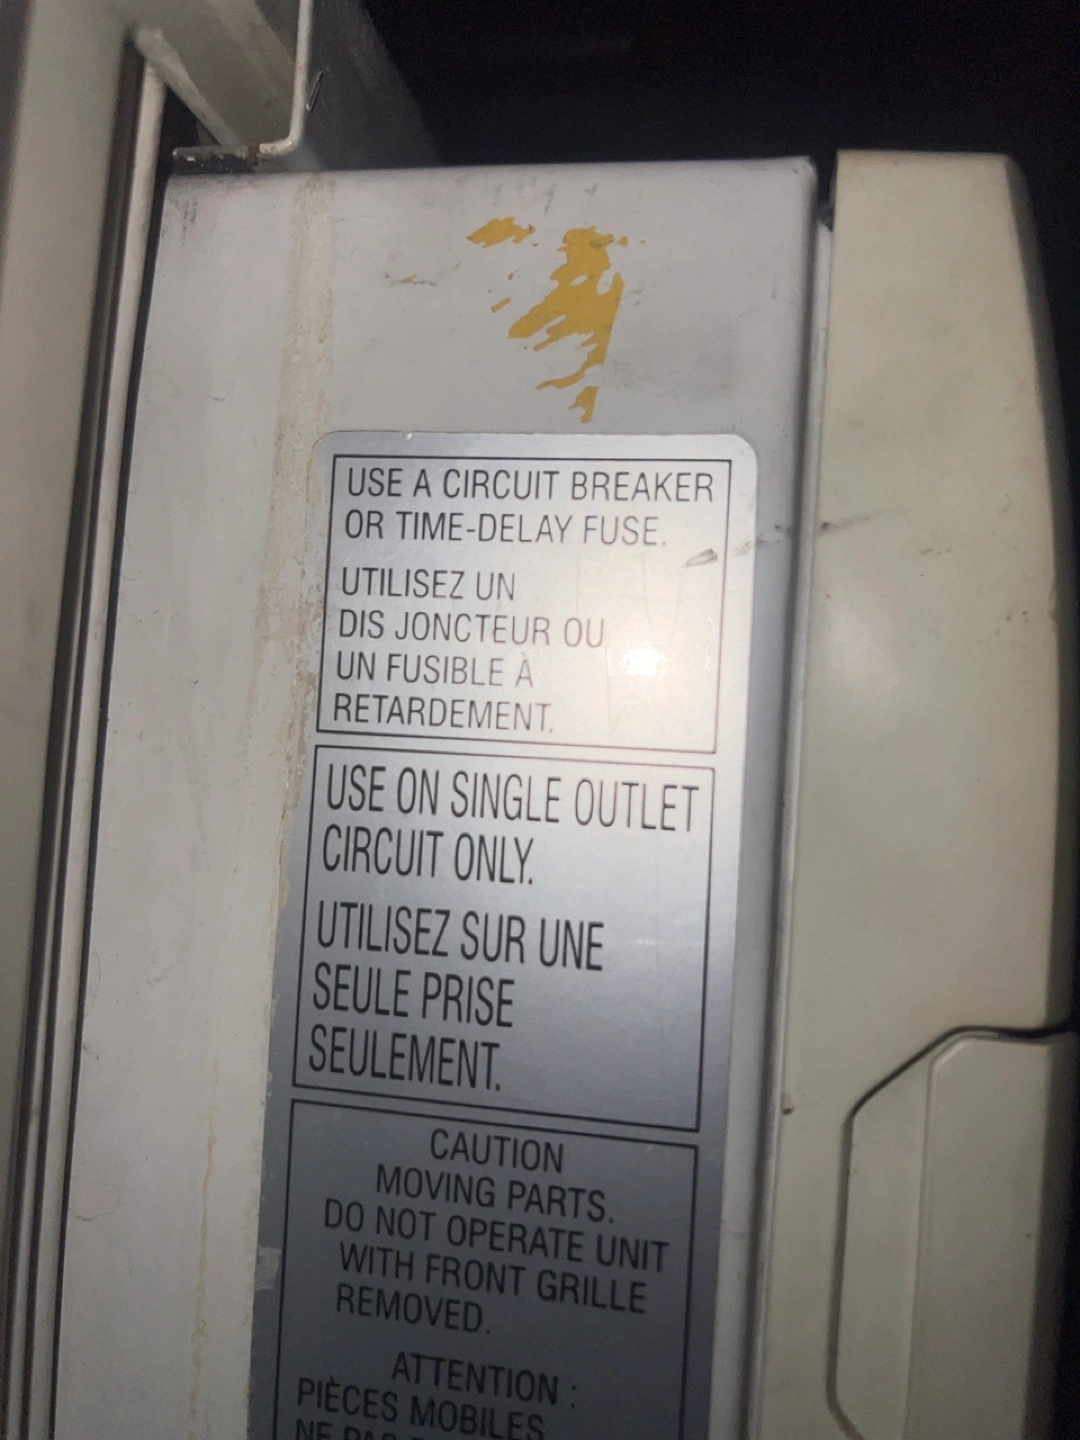 USE A CIRCUIT BREAKER
OR TIME-DELAY FUSE.
UTILISEZ UN
DIS JONCTEUR OU
UN FUSIBLE À
RETARDEMENT.
USE ON SINGLE OUTLET
CIRCUIT ONLY.
UTILISEZ SUR UNE
SEULE PRISE
SEULEMENT.
CAUTION
MOVING PARTS.
DO NOT OPERATE UNIT
WITH FRONT GRILLE
REMOVED.
ATTENTION :
PIÈCES MOBILES
NE PAS